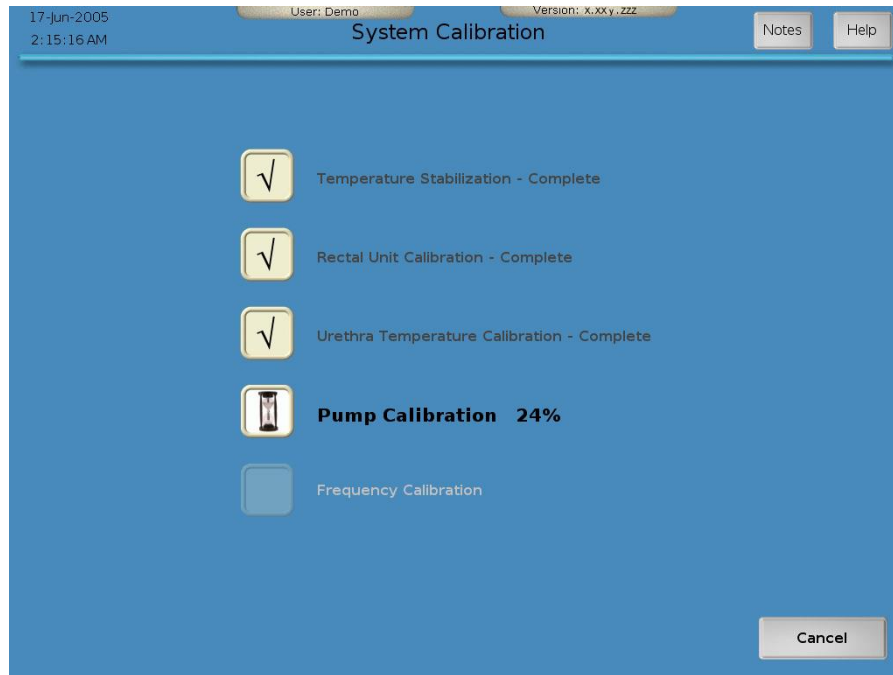 17-Jun-2005
User: Demo
Version: x.xx y.zzz
2:15:16 AM
System Calibration
Notes
Help
√
Temperature Stabilization - Complete
√
Rectal Unit Calibration - Complete
√
Urethra Temperature Calibration - Complete
Pump Calibration 24%
Frequency Calibration
Cancel